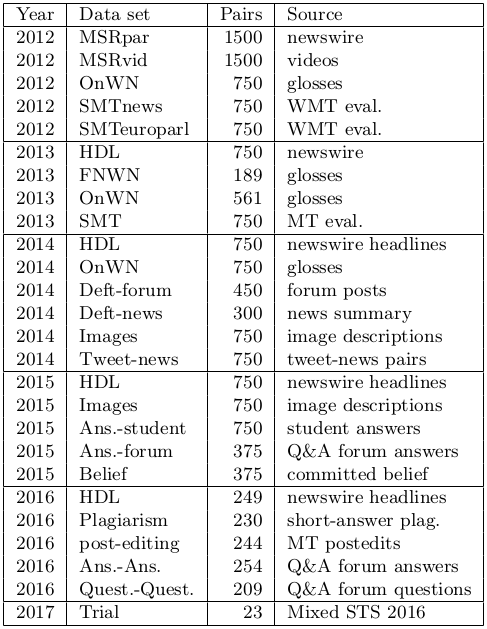 Year Data set Pairs Source
2012 MSRpar 1500 newswire
2012 MSRvid 1500 videos
2012 OnWN 750 glosses
2012 SMTnews 750 WMT eval.
2012 SMTeuroparl 750 WMT eval.
2013 HDL 750 newswire
2013 FNWN 189 glosses
2013 OnWN 561 glosses
2013 SMT 750 MT eval.
2014 HDL 750 newswire headlines
2014 OnWN 750 glosses
2014 Deft-forum 450 forum posts
2014 Deft-news 300 news summary
2014 Images 750 image descriptions
2014 Tweet-news 750 tweet-news pairs
2015 HDL 750 newswire headlines
2015 Images 750 image descriptions
2015 Ans.-student 750 student answers
2015 Ans.-forum 375 Q&A forum answers
2015 Belief 375 committed belief
2016 HDL 249 newswire headlines
2016 Plagiarism 230 short-answer plag.
2016 post-editing 244 MT postedits
2016 Ans.-Ans. 254 Q&A forum answers
2016 Quest.-Quest. 209 Q&A forum questions
2017 Trial 23 Mixed STS 2016